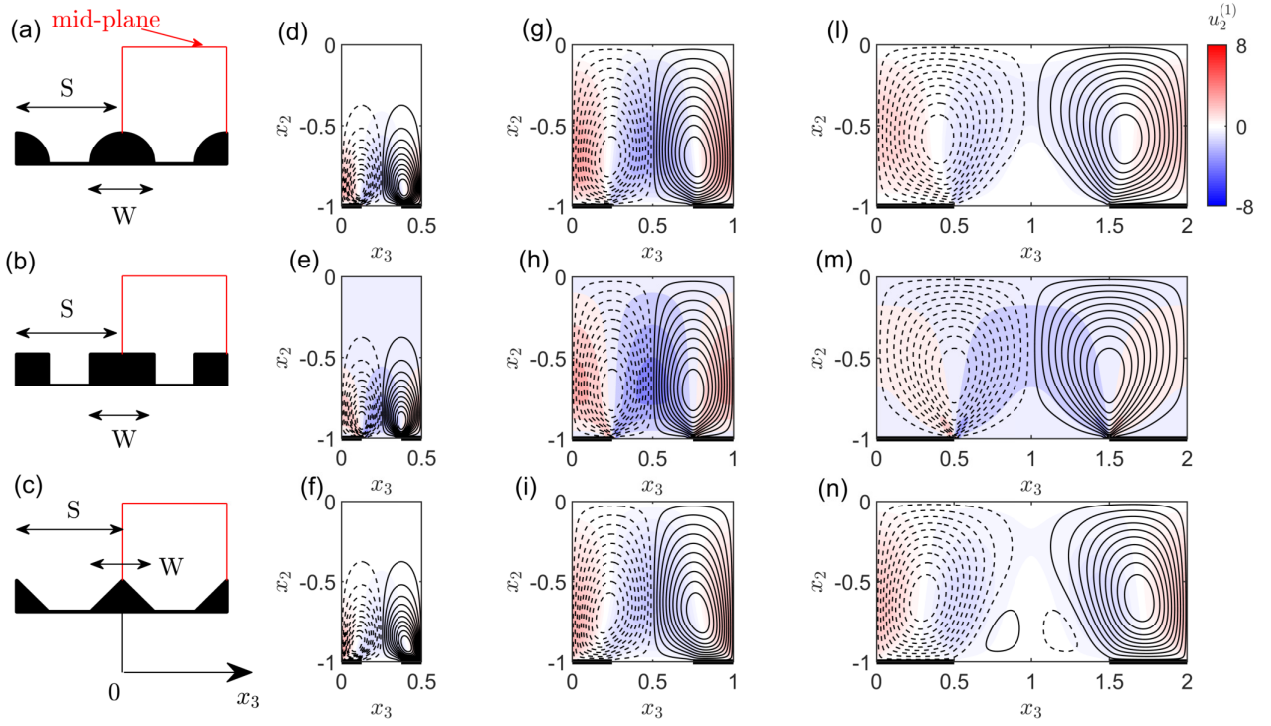 (a)
mid-plane
S
W
(d)
x₂
0
-0.5
-1
0
0.5
x₃
(g)
x₂
0
-0.5
-1
0
0.5
1
x₃
(l)
x₂
0
-0.5
-1
0
0.5
1
1.5
2
x₃
u₂⁽¹⁾
8
0
-8
(b)
S
W
(e)
x₂
0
-0.5
-1
0
0.5
x₃
(h)
x₂
0
-0.5
-1
0
0.5
1
x₃
(m)
x₂
0
-0.5
-1
0
0.5
1
1.5
2
x₃
(c)
S
W
0
x₃
(f)
x₂
0
-0.5
-1
0
0.5
x₃
(i)
x₂
0
-0.5
-1
0
0.5
1
x₃
(n)
x₂
0
-0.5
-1
0
0.5
1
1.5
2
x₃